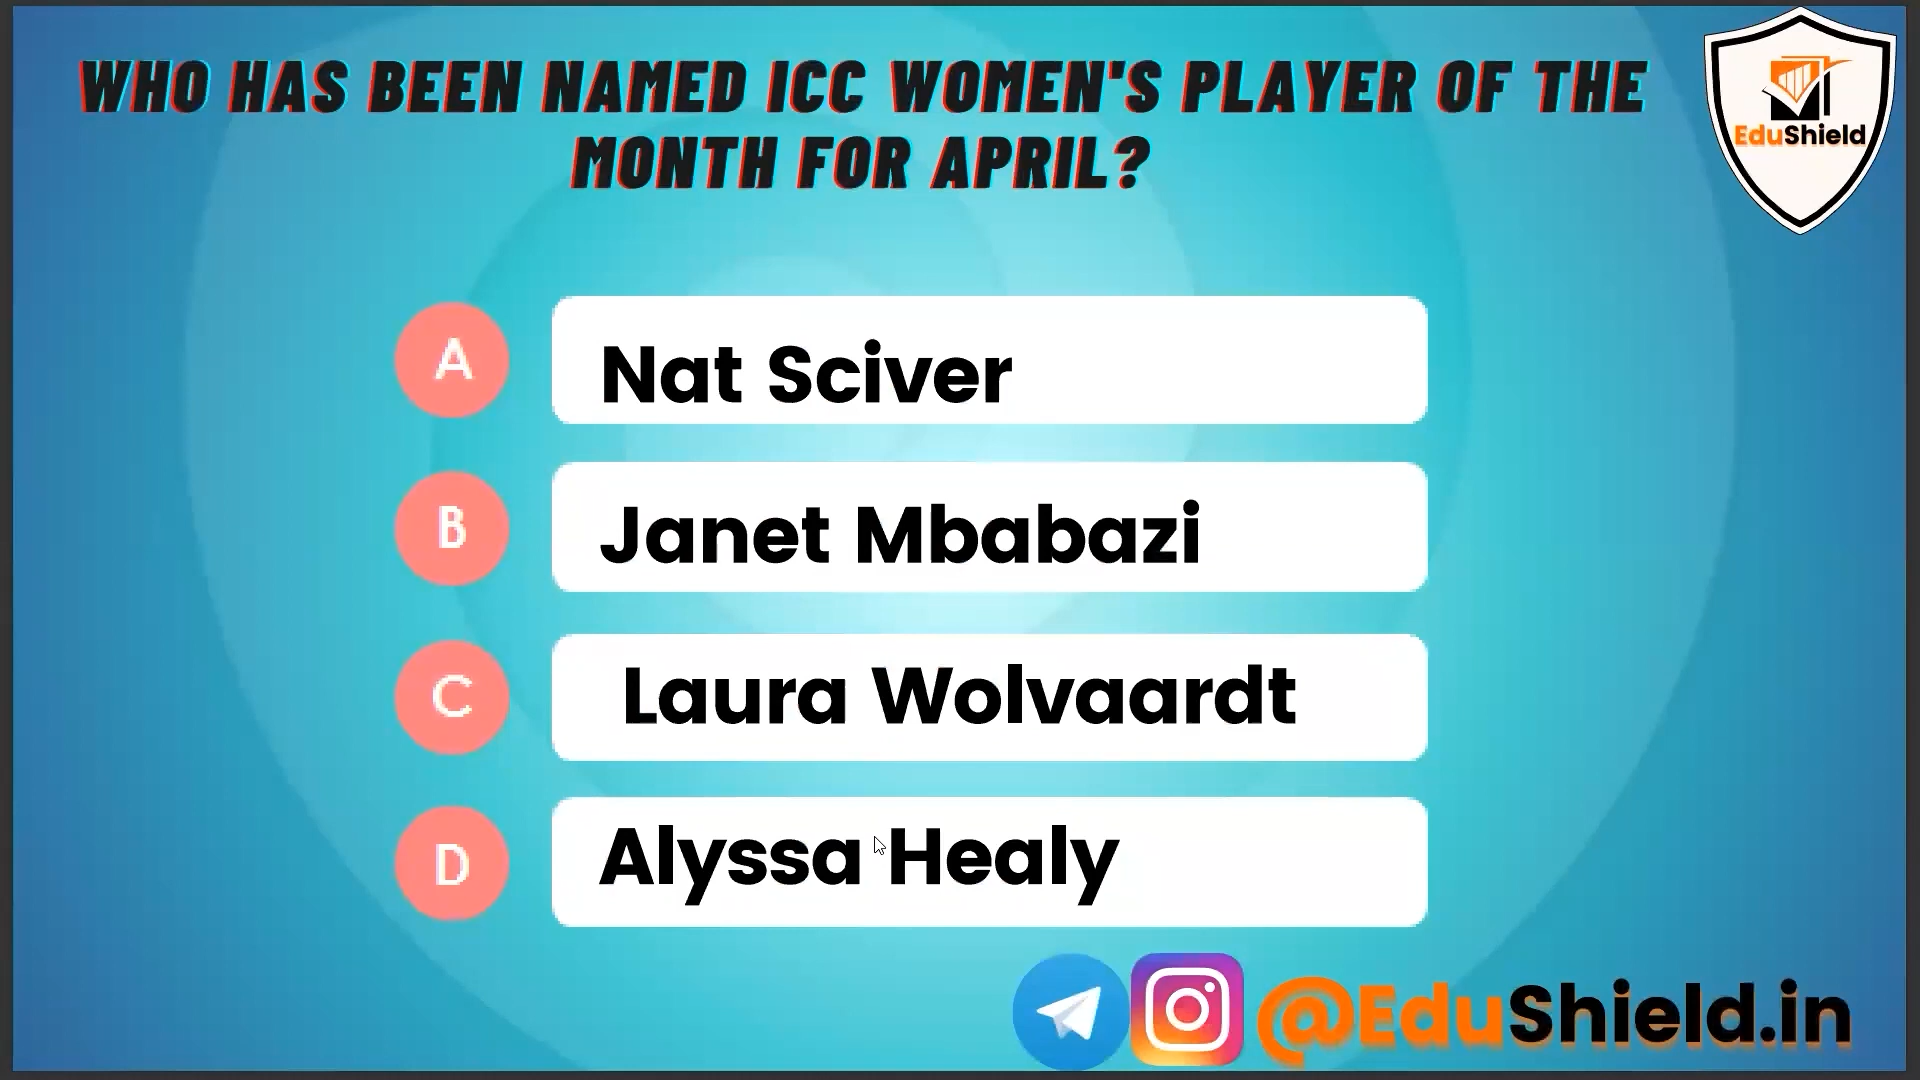 WHO HAS BEEN NAMED ICC WOMEN'S PLAYER OF THE
MONTH FOR APRIL?
EduShield
A
Nat Sciver
B
Janet Mbabazi
C
Laura Wolvaardt
D
Alyssa Healy
@EduShield.in